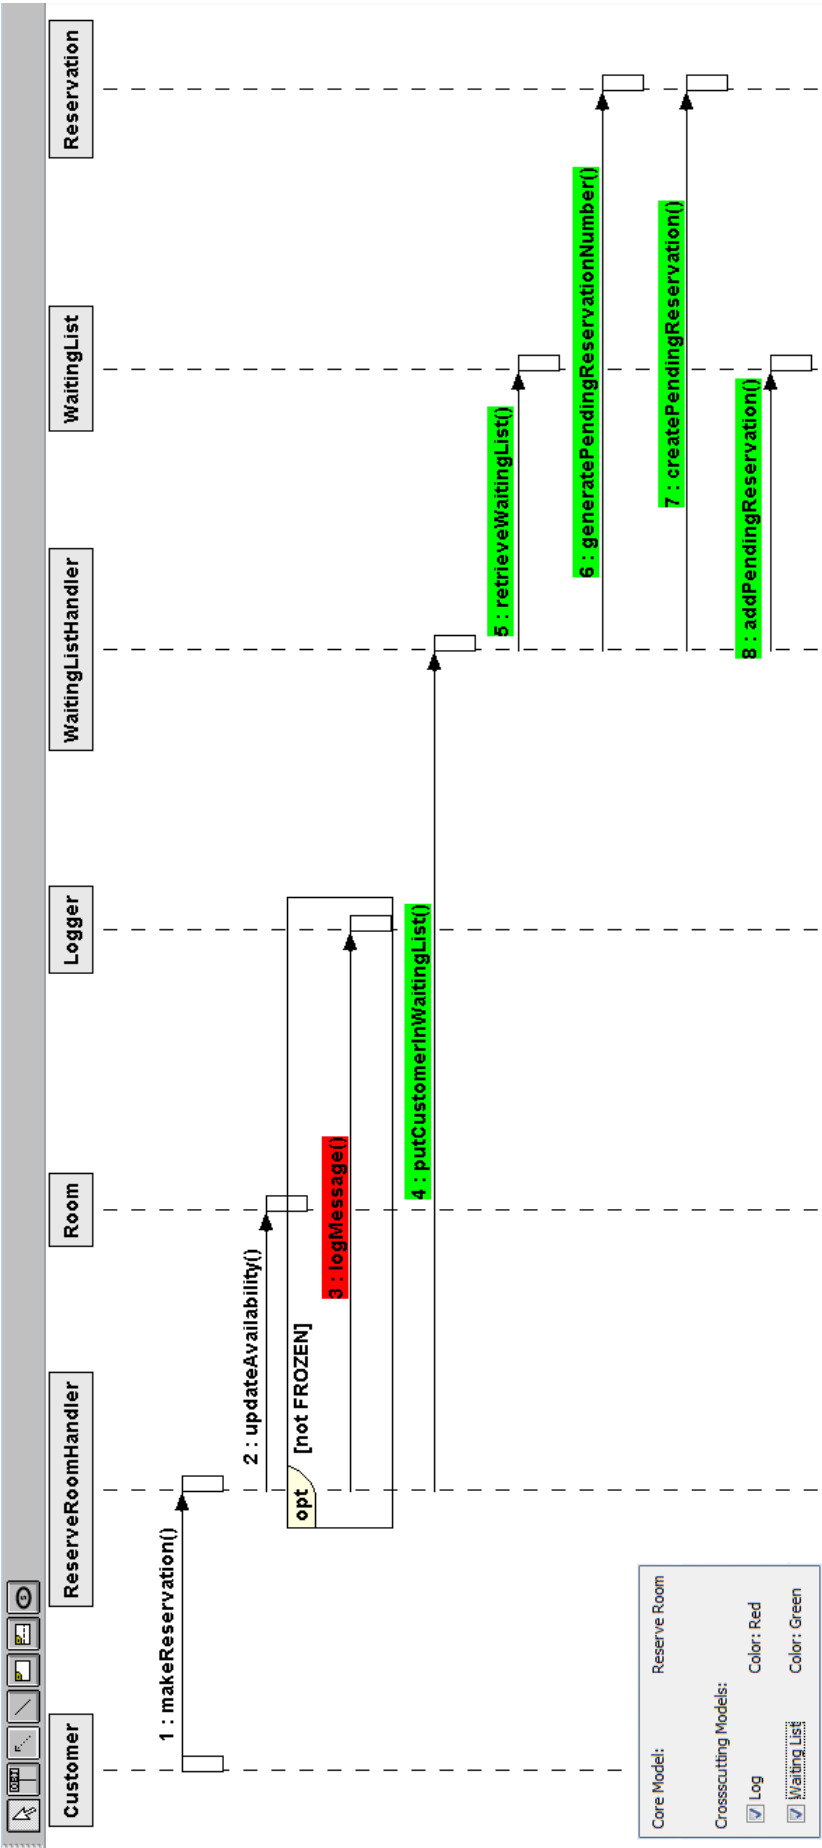 Customer
ReserveRoomHandler
Room
Logger
WaitingListHandler
WaitingList
Reservation
1 : makeReservation()
2 : updateAvailability()
opt
[not FROZEN]
3 : logMessage()
4 : putCustomerInWaitingList()
5 : retrieveWaitingList()
6 : generatePendingReservationNumber()
7 : createPendingReservation()
8 : addPendingReservation()
Core Model: Reserve Room
Crossscutting Models:
Log Color: Red
Waiting List Color: Green